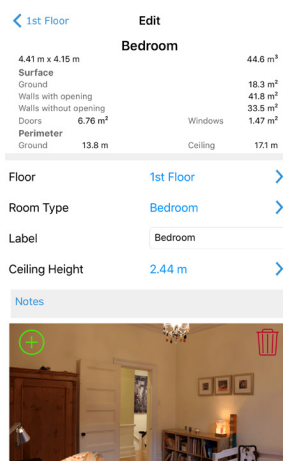 1st Floor Edit
Bedroom
4.41 m x 4.15 m 44.6 m³
Surface
Ground 18.3 m²
Walls with opening 41.8 m²
Walls without opening 33.5 m²
Doors 6.76 m² Windows 1.47 m²
Perimeter
Ground 13.8 m Ceiling 17.1 m
Floor 1st Floor
Room Type Bedroom
Label Bedroom
Ceiling Height 2.44 m
Notes